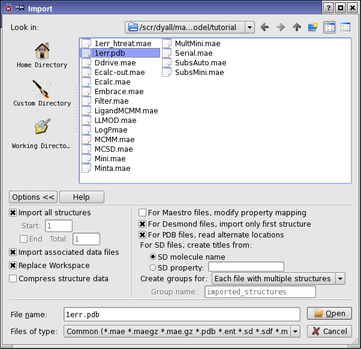 Import
Look in: /scr/dyall/ma...odel/tutorial
Home Directory
Custom Directory
Working Directo...
1err_htreat.mae
1err.pdb
Ddrive.mae
Ecalc-out.mae
Ecalc.mae
Embrace.mae
Filter.mae
LigandMCMM.mae
LLMOD.mae
LogPmae
MCMM.mae
MCSD.mae
Mini.mae
Minta.mae
MultMini.mae
Serial.mae
SubsAuto.mae
SubsMini.mae
Options << Help
Import all structures
Start: 1
End Total: 1
Import associated data files
Replace Workspace
Compress structure data
For Maestro files, modify property mapping
For Desmond files, import only first structure
For PDB files, read alternate locations
For SD files, create titles from:
SD molecule name
SD property:
Create groups for: Each file with multiple structures
Group name: imported_structures
File name: 1err.pdb Open
Files of type: Common (*.mae *.maegz *.mae.gz *.pdb *.ent *.sd *.sdf *.m Cancel